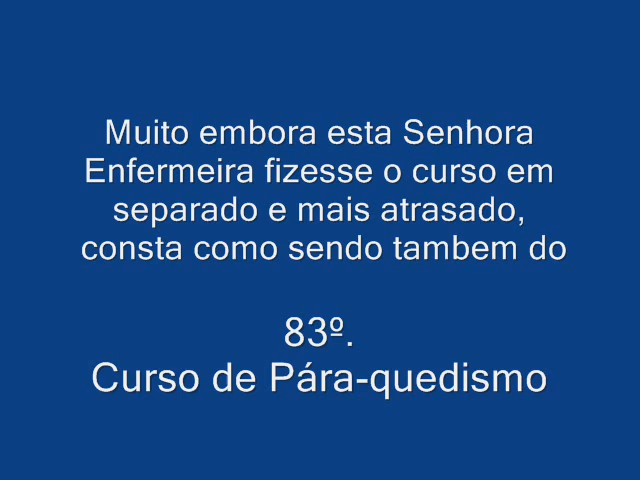 Muito embora esta Senhora
Enfermeira fizesse o curso em
separado e mais atrasado,
consta como sendo tambem do
83º.
Curso de Pára-quedismo